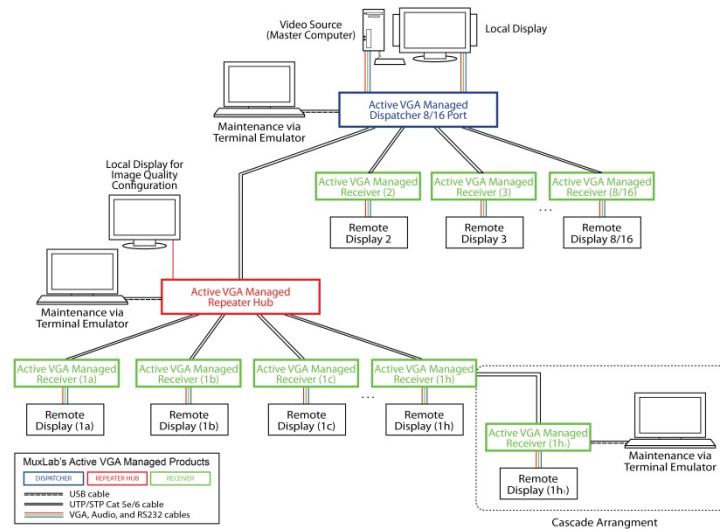 Video Source
(Master Computer)
Local Display
Active VGA Managed
Dispatcher 8/16 Port
Maintenance via
Terminal Emulator
Local Display for
Image Quality
Configuration
Active VGA Managed
Receiver (2)
Active VGA Managed
Receiver (3)
Active VGA Managed
Receiver (8/16)
Remote
Display 2
Remote
Display 3
...
Remote
Display 8/16
Active VGA Managed
Repeater Hub
Maintenance via
Terminal Emulator
Active VGA Managed
Receiver (1a)
Active VGA Managed
Receiver (1b)
Active VGA Managed
Receiver (1c)
Active VGA Managed
Receiver (1h)
Remote
Display (1a)
Remote
Display (1b)
Remote
Display (1c)
...
Remote
Display (1h)
Active VGA Managed
Receiver (1h₁)
Maintenance via
Terminal Emulator
Remote
Display (1h₁)
Cascade Arrangment
MuxLab's Active VGA Managed Products
DISPATCHER
REPEATER HUB
RECEIVER
USB cable
UTP/STP Cat 5e/6 cable
VGA, Audio, and RS232 cables